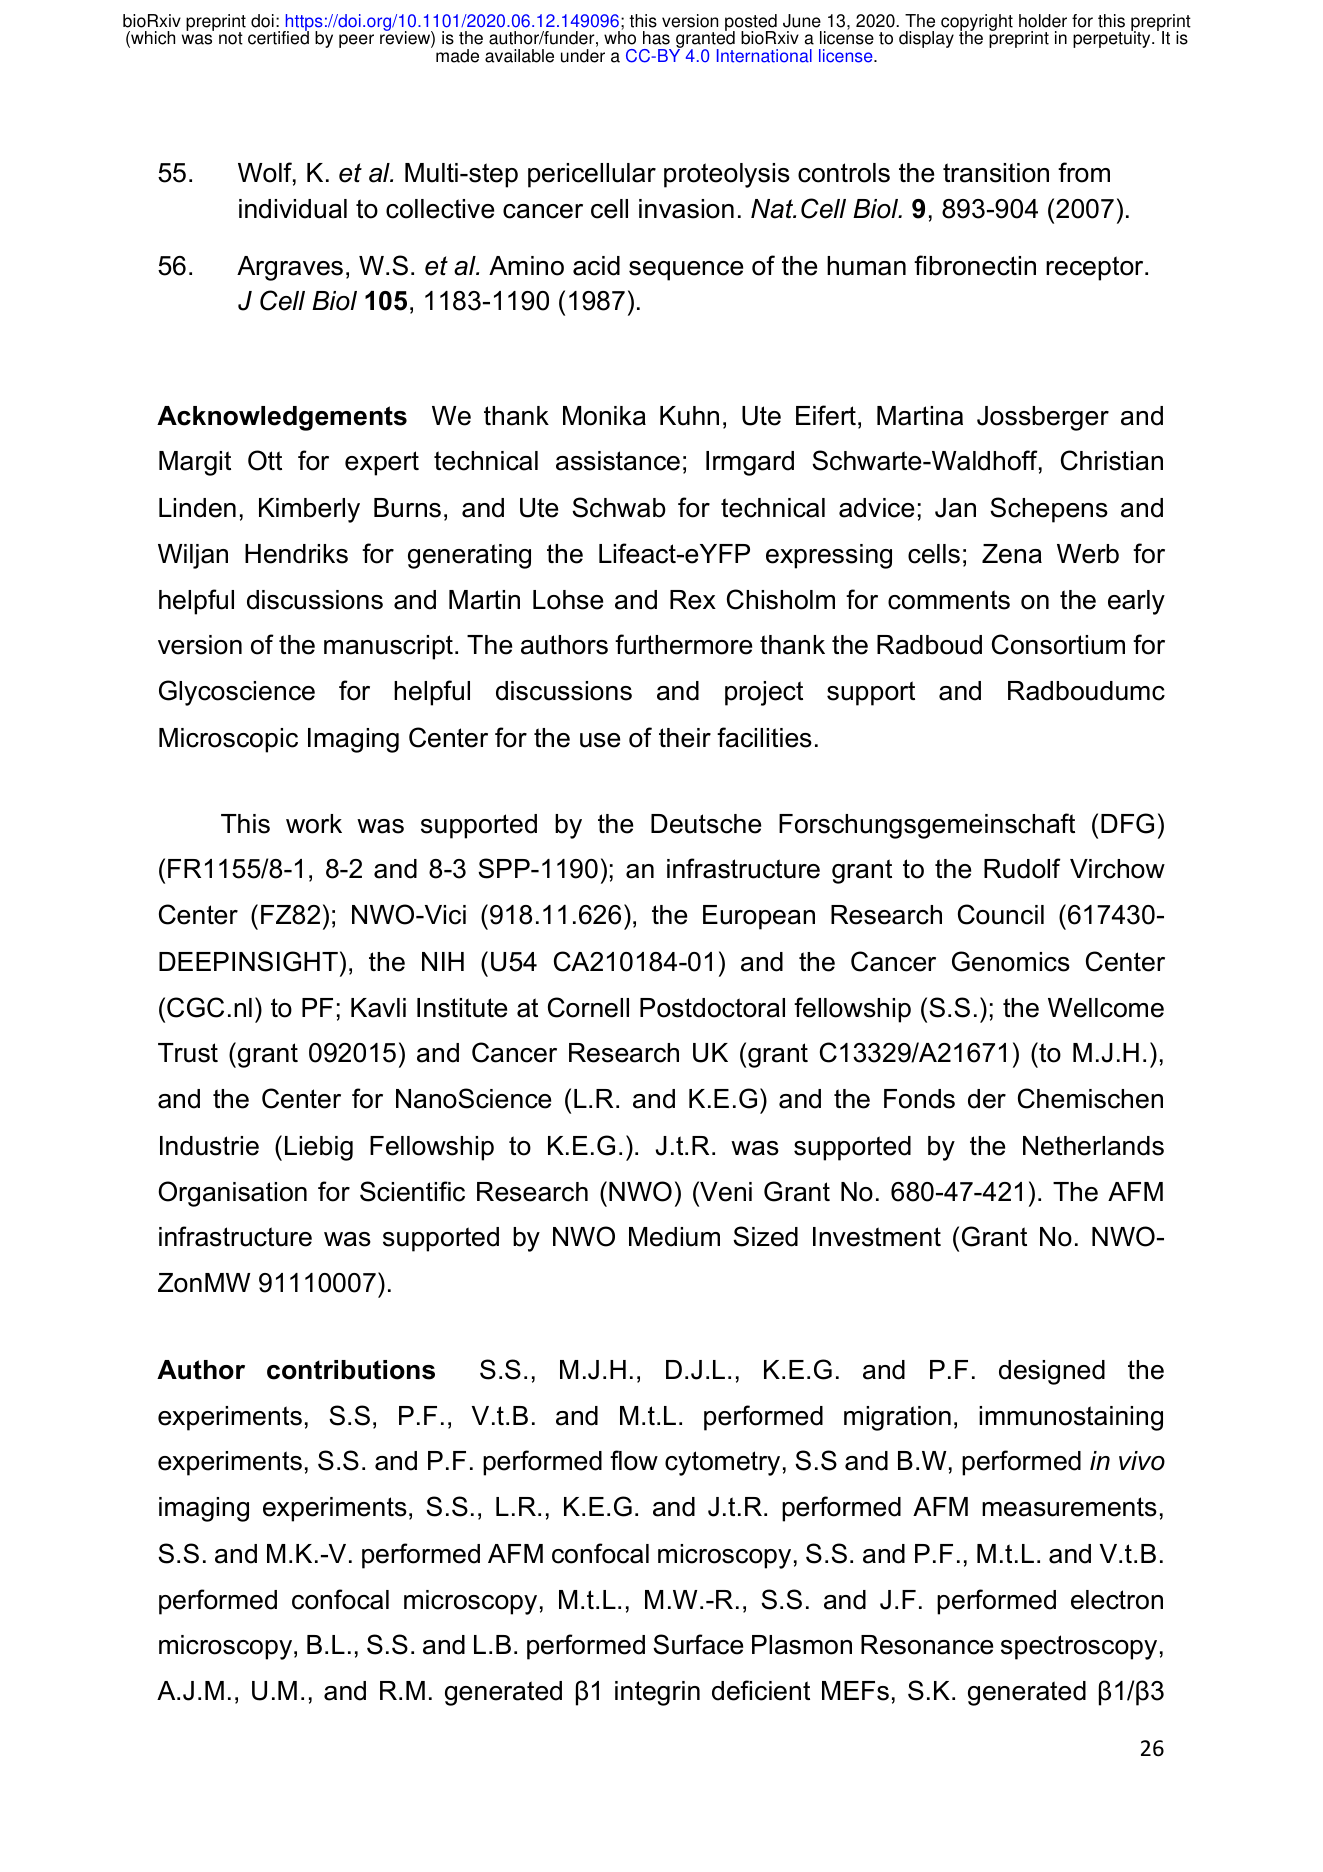 bioRxiv preprint doi: https://doi.org/10.1101/2020.06.12.149096; this version posted June 13, 2020. The copyright holder for this preprint
(which was not certified by peer review) is the author/funder, who has granted bioRxiv a license to display the preprint in perpetuity. It is
made available under a CC-BY 4.0 International license.
55. Wolf, K. et al. Multi-step pericellular proteolysis controls the transition from
individual to collective cancer cell invasion. Nat.Cell Biol. 9, 893-904 (2007).
56. Argraves, W.S. et al. Amino acid sequence of the human fibronectin receptor.
J Cell Biol 105, 1183-1190 (1987).
Acknowledgements We thank Monika Kuhn, Ute Eifert, Martina Jossberger and
Margit Ott for expert technical assistance; Irmgard Schwarte-Waldhoff, Christian
Linden, Kimberly Burns, and Ute Schwab for technical advice; Jan Schepens and
Wiljan Hendriks for generating the Lifeact-eYFP expressing cells; Zena Werb for
helpful discussions and Martin Lohse and Rex Chisholm for comments on the early
version of the manuscript. The authors furthermore thank the Radboud Consortium for
Glycoscience for helpful discussions and project support and Radboudumc
Microscopic Imaging Center for the use of their facilities.
This work was supported by the Deutsche Forschungsgemeinschaft (DFG)
(FR1155/8-1, 8-2 and 8-3 SPP-1190); an infrastructure grant to the Rudolf Virchow
Center (FZ82); NWO-Vici (918.11.626), the European Research Council (617430-
DEEPINSIGHT), the NIH (U54 CA210184-01) and the Cancer Genomics Center
(CGC.nl) to PF; Kavli Institute at Cornell Postdoctoral fellowship (S.S.); the Wellcome
Trust (grant 092015) and Cancer Research UK (grant C13329/A21671) (to M.J.H.),
and the Center for NanoScience (L.R. and K.E.G) and the Fonds der Chemischen
Industrie (Liebig Fellowship to K.E.G.). J.t.R. was supported by the Netherlands
Organisation for Scientific Research (NWO) (Veni Grant No. 680-47-421). The AFM
infrastructure was supported by NWO Medium Sized Investment (Grant No. NWO-
ZonMW 91110007).
Author contributions S.S., M.J.H., D.J.L., K.E.G. and P.F. designed the
experiments, S.S, P.F., V.t.B. and M.t.L. performed migration, immunostaining
experiments, S.S. and P.F. performed flow cytometry, S.S and B.W, performed in vivo
imaging experiments, S.S., L.R., K.E.G. and J.t.R. performed AFM measurements,
S.S. and M.K.-V. performed AFM confocal microscopy, S.S. and P.F., M.t.L. and V.t.B.
performed confocal microscopy, M.t.L., M.W.-R., S.S. and J.F. performed electron
microscopy, B.L., S.S. and L.B. performed Surface Plasmon Resonance spectroscopy,
A.J.M., U.M., and R.M. generated β1 integrin deficient MEFs, S.K. generated β1/β3
26